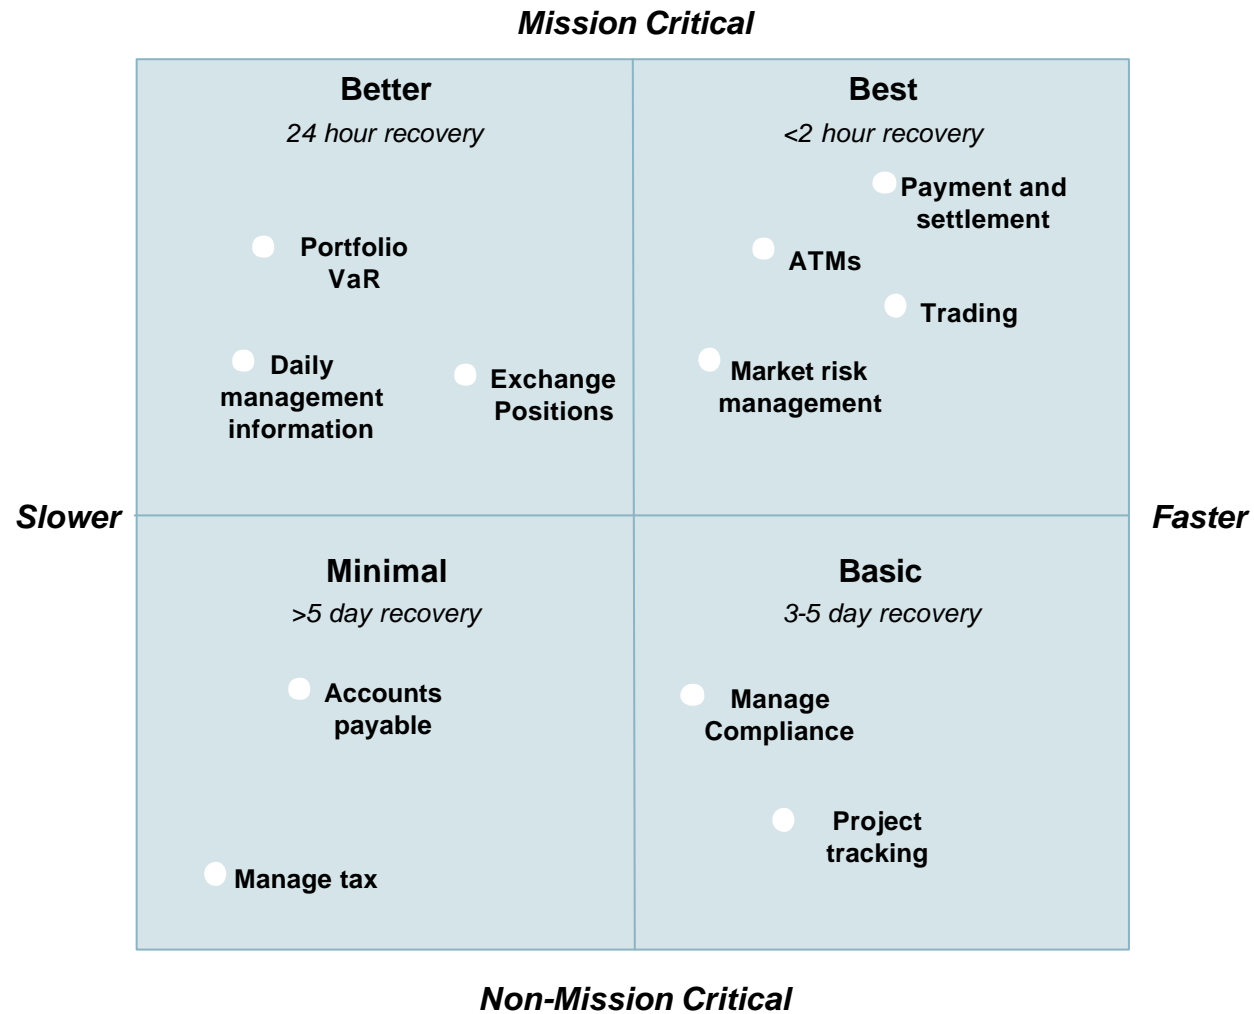 Mission Critical
Better
24 hour recovery
Portfolio
VaR
Daily
management
information
Exchange
Positions
Best
<2 hour recovery
Payment and
settlement
ATMs
Trading
Market risk
management
Slower
Faster
Minimal
>5 day recovery
Accounts
payable
Manage tax
Basic
3-5 day recovery
Manage
Compliance
Project
tracking
Non-Mission Critical